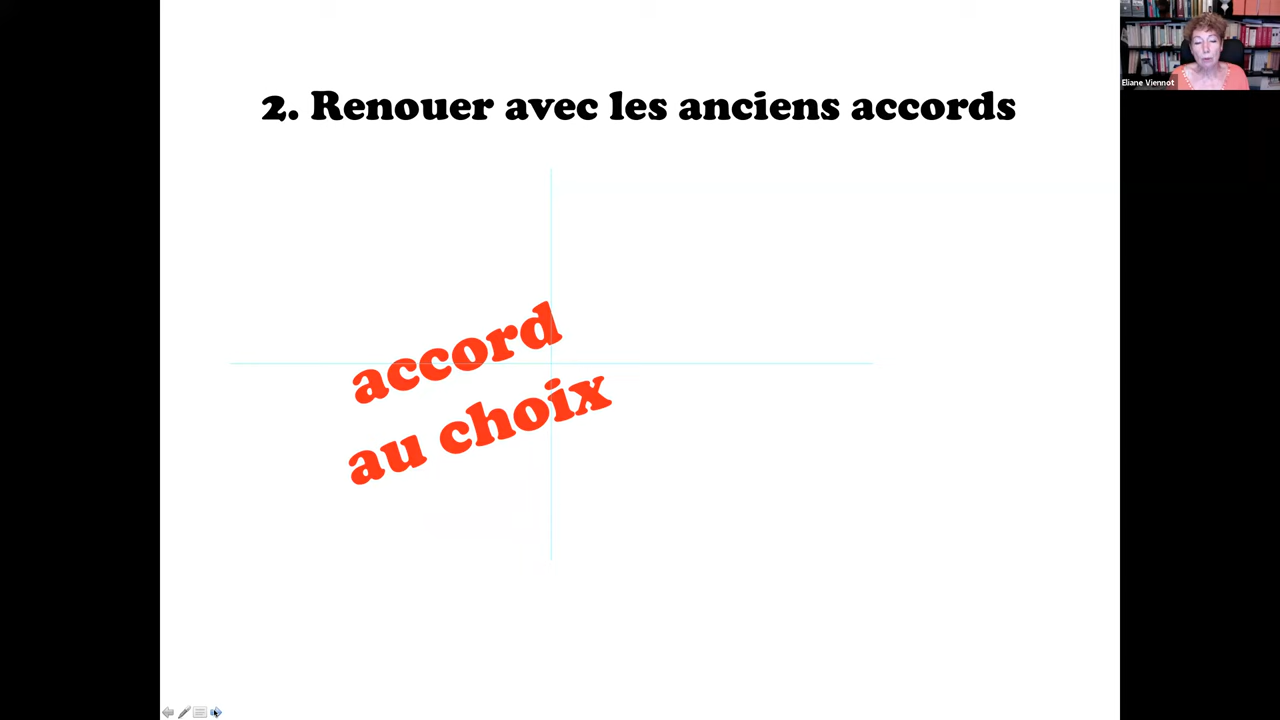 2. Renouer avec les anciens accords
accord
au choix
Eliane Viennot